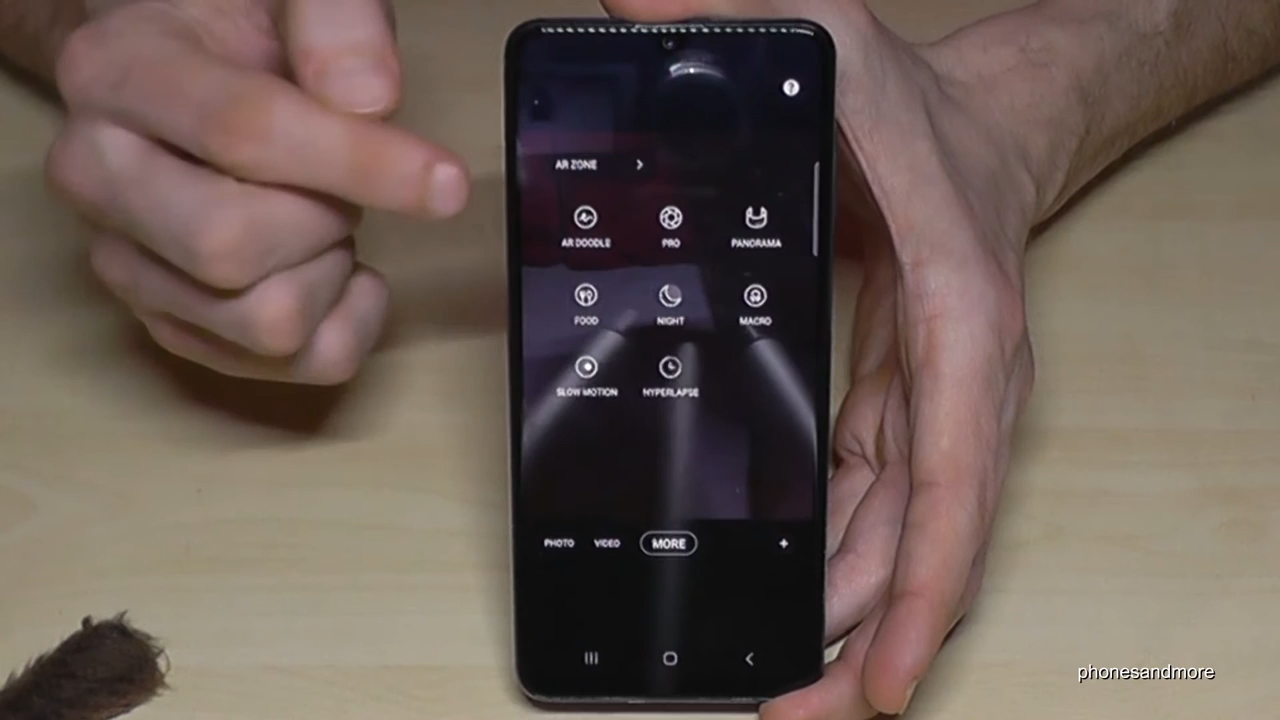 ?
AR ZONE >
AR DOODLE PRO PANORAMA
FOOD NIGHT MACRO
SLOW MOTION HYPERLAPSE
PHOTO VIDEO MORE +
phonesandmore